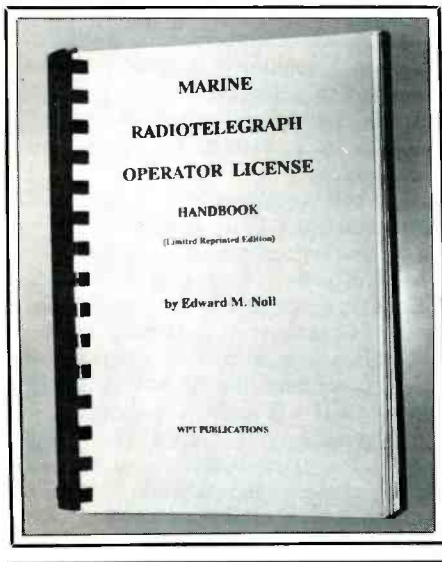 MARINE
RADIOTELEGRAPH
OPERATOR LICENSE
HANDBOOK
(Limited Reprinted Edition)
by Edward M. Noll
WPT PUBLICATIONS